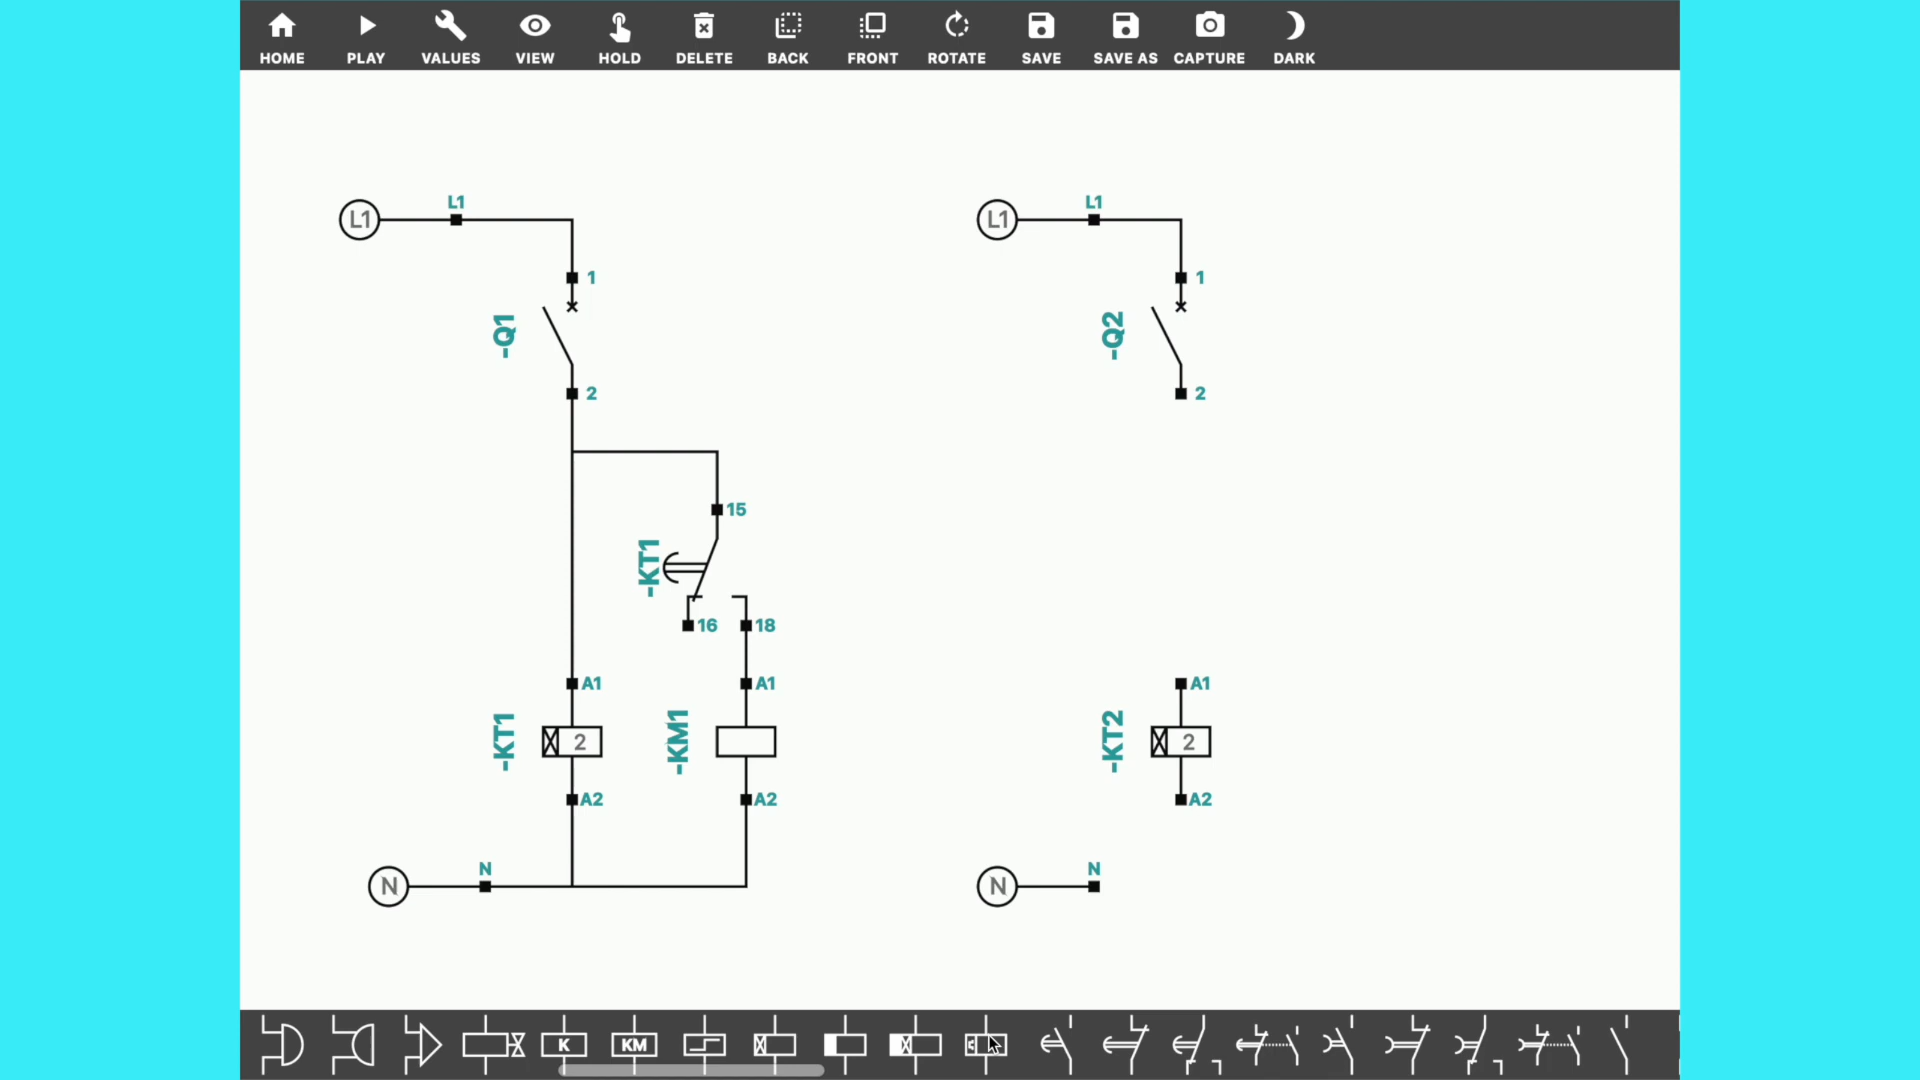 HOME PLAY VALUES VIEW HOLD DELETE BACK FRONT ROTATE SAVE SAVE AS CAPTURE DARK
L1 L1
L1 L1
1 1
-Q1 -Q2
2 2
15
-KT1
16 18
A1 A1 A1
-KT1 2 -KM1 -KT2 2
A2 A2 A2
N N
N N
K KM